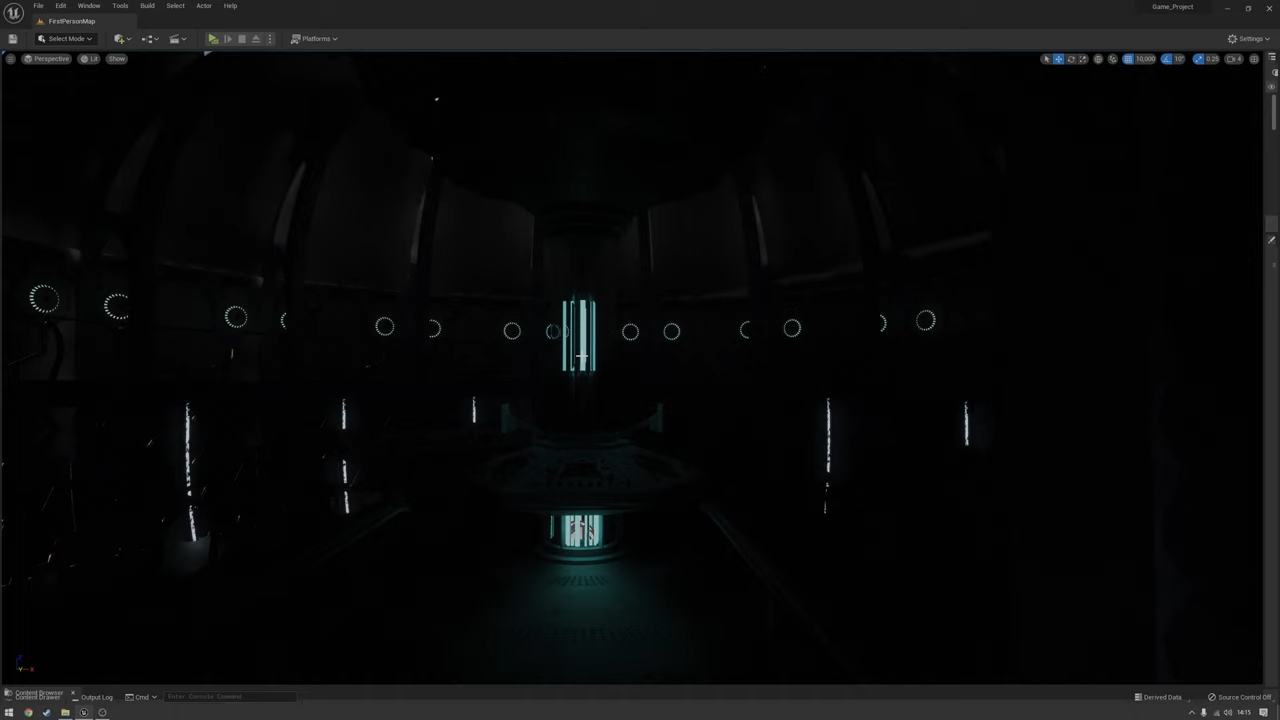 File Edit Window Tools Build Select Actor Help
Game_Project
FirstPersonMap
Select Mode
Platforms
Settings
Perspective
Lit
Show
10,000
10°
0.25
4
Content Browser
Content Drawer
Output Log
Cmd
Enter Console Command
Derived Data
Source Control Off
14:15